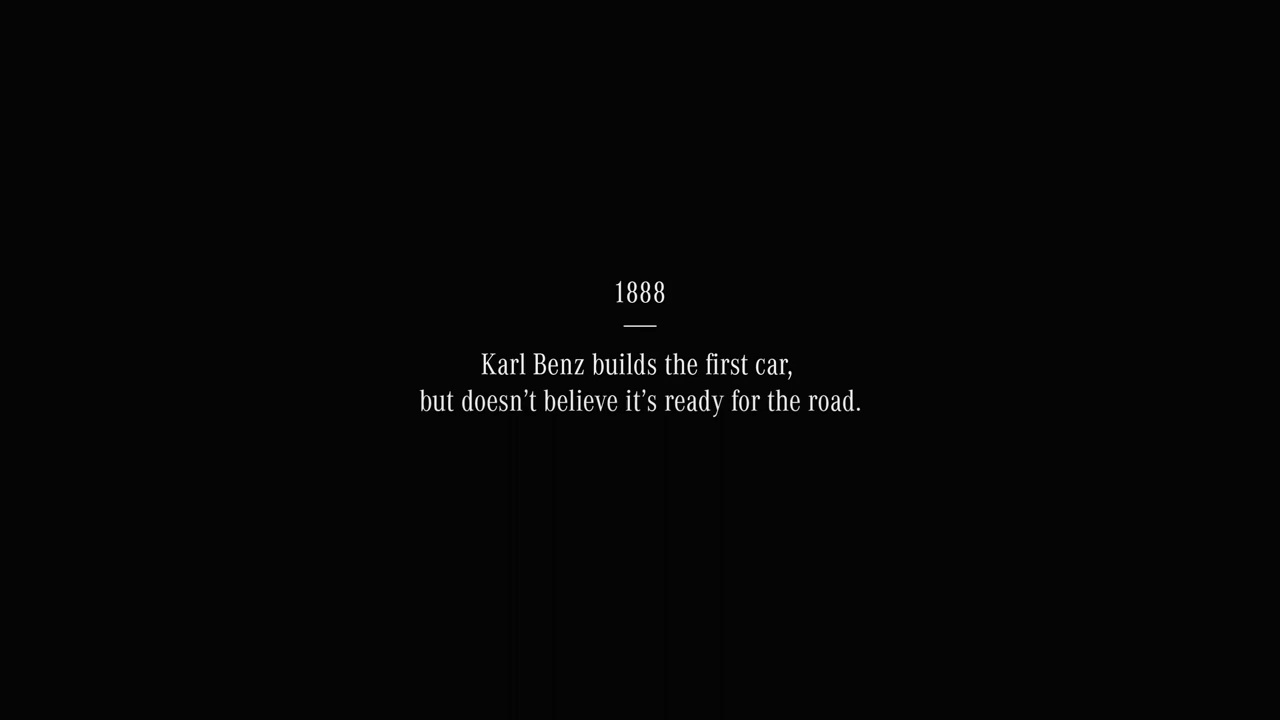 1888
Karl Benz builds the first car,
but doesn’t believe it’s ready for the road.